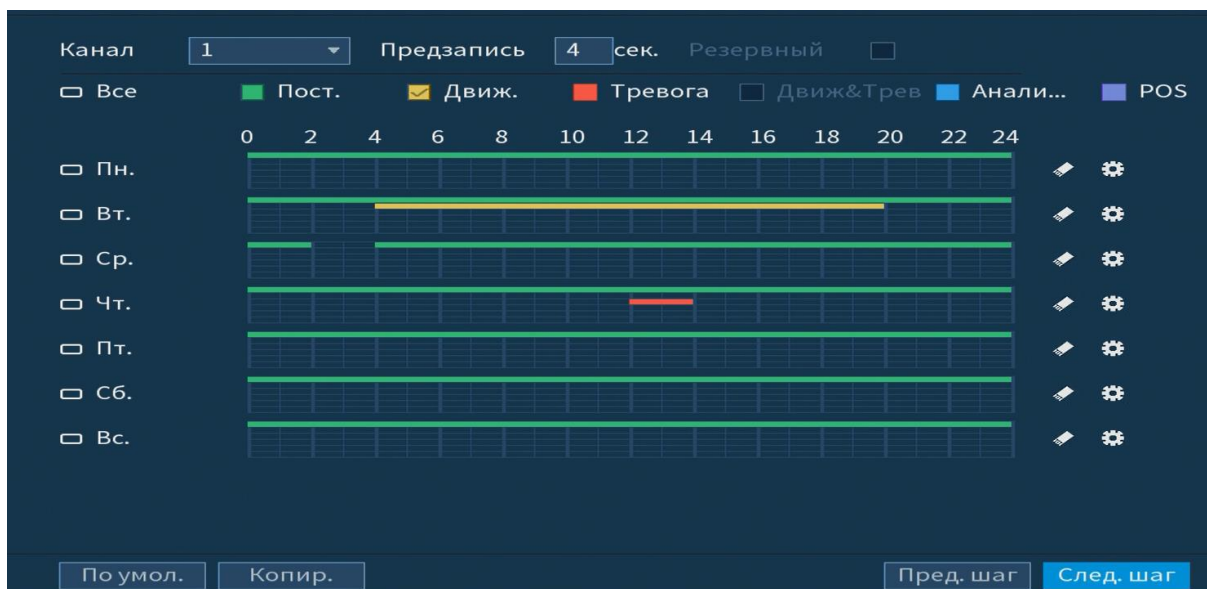 Канал 1 Предзапись 4 сек. Резервный
Все Пост. Движ. Тревога Движ&Трев Анали... POS
0 2 4 6 8 10 12 14 16 18 20 22 24
Пн.
Вт.
Ср.
Чт.
Пт.
Сб.
Вс.
По умол. Копир. Пред. шаг След. шаг